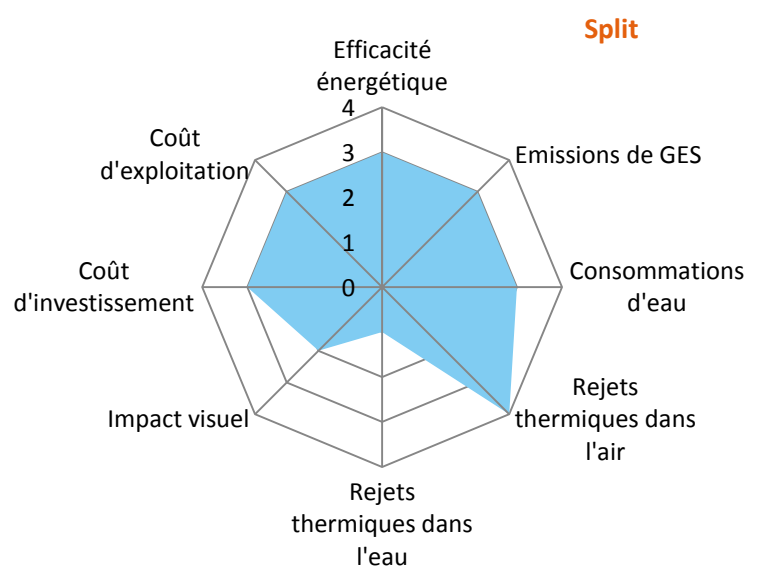 Split
Efficacité
énergétique
4
3
2
1
0
Emissions de GES
Consommations
d'eau
Rejets
thermiques dans
l'air
Rejets
thermiques dans
l'eau
Impact visuel
Coût
d'investissement
Coût
d'exploitation